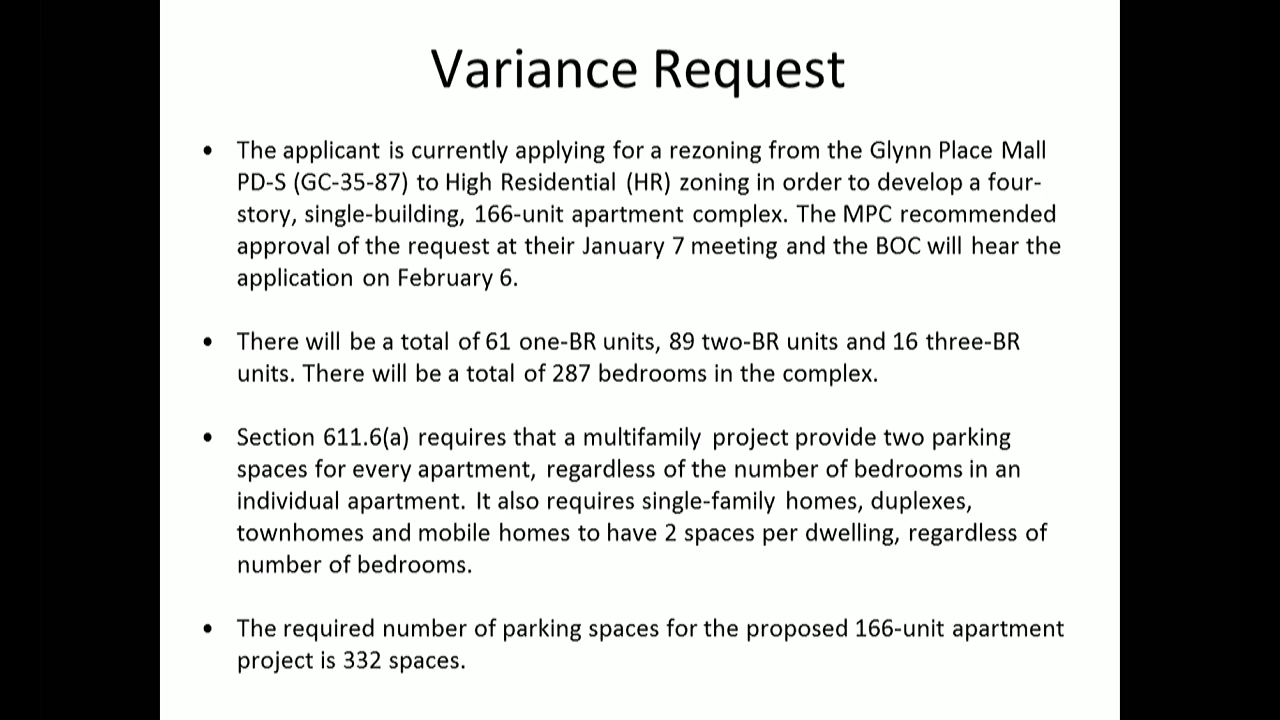 Variance Request
• The applicant is currently applying for a rezoning from the Glynn Place Mall
PD-S (GC-35-87) to High Residential (HR) zoning in order to develop a four-
story, single-building, 166-unit apartment complex. The MPC recommended
approval of the request at their January 7 meeting and the BOC will hear the
application on February 6.
• There will be a total of 61 one-BR units, 89 two-BR units and 16 three-BR
units. There will be a total of 287 bedrooms in the complex.
• Section 611.6(a) requires that a multifamily project provide two parking
spaces for every apartment, regardless of the number of bedrooms in an
individual apartment. It also requires single-family homes, duplexes,
townhomes and mobile homes to have 2 spaces per dwelling, regardless of
number of bedrooms.
• The required number of parking spaces for the proposed 166-unit apartment
project is 332 spaces.